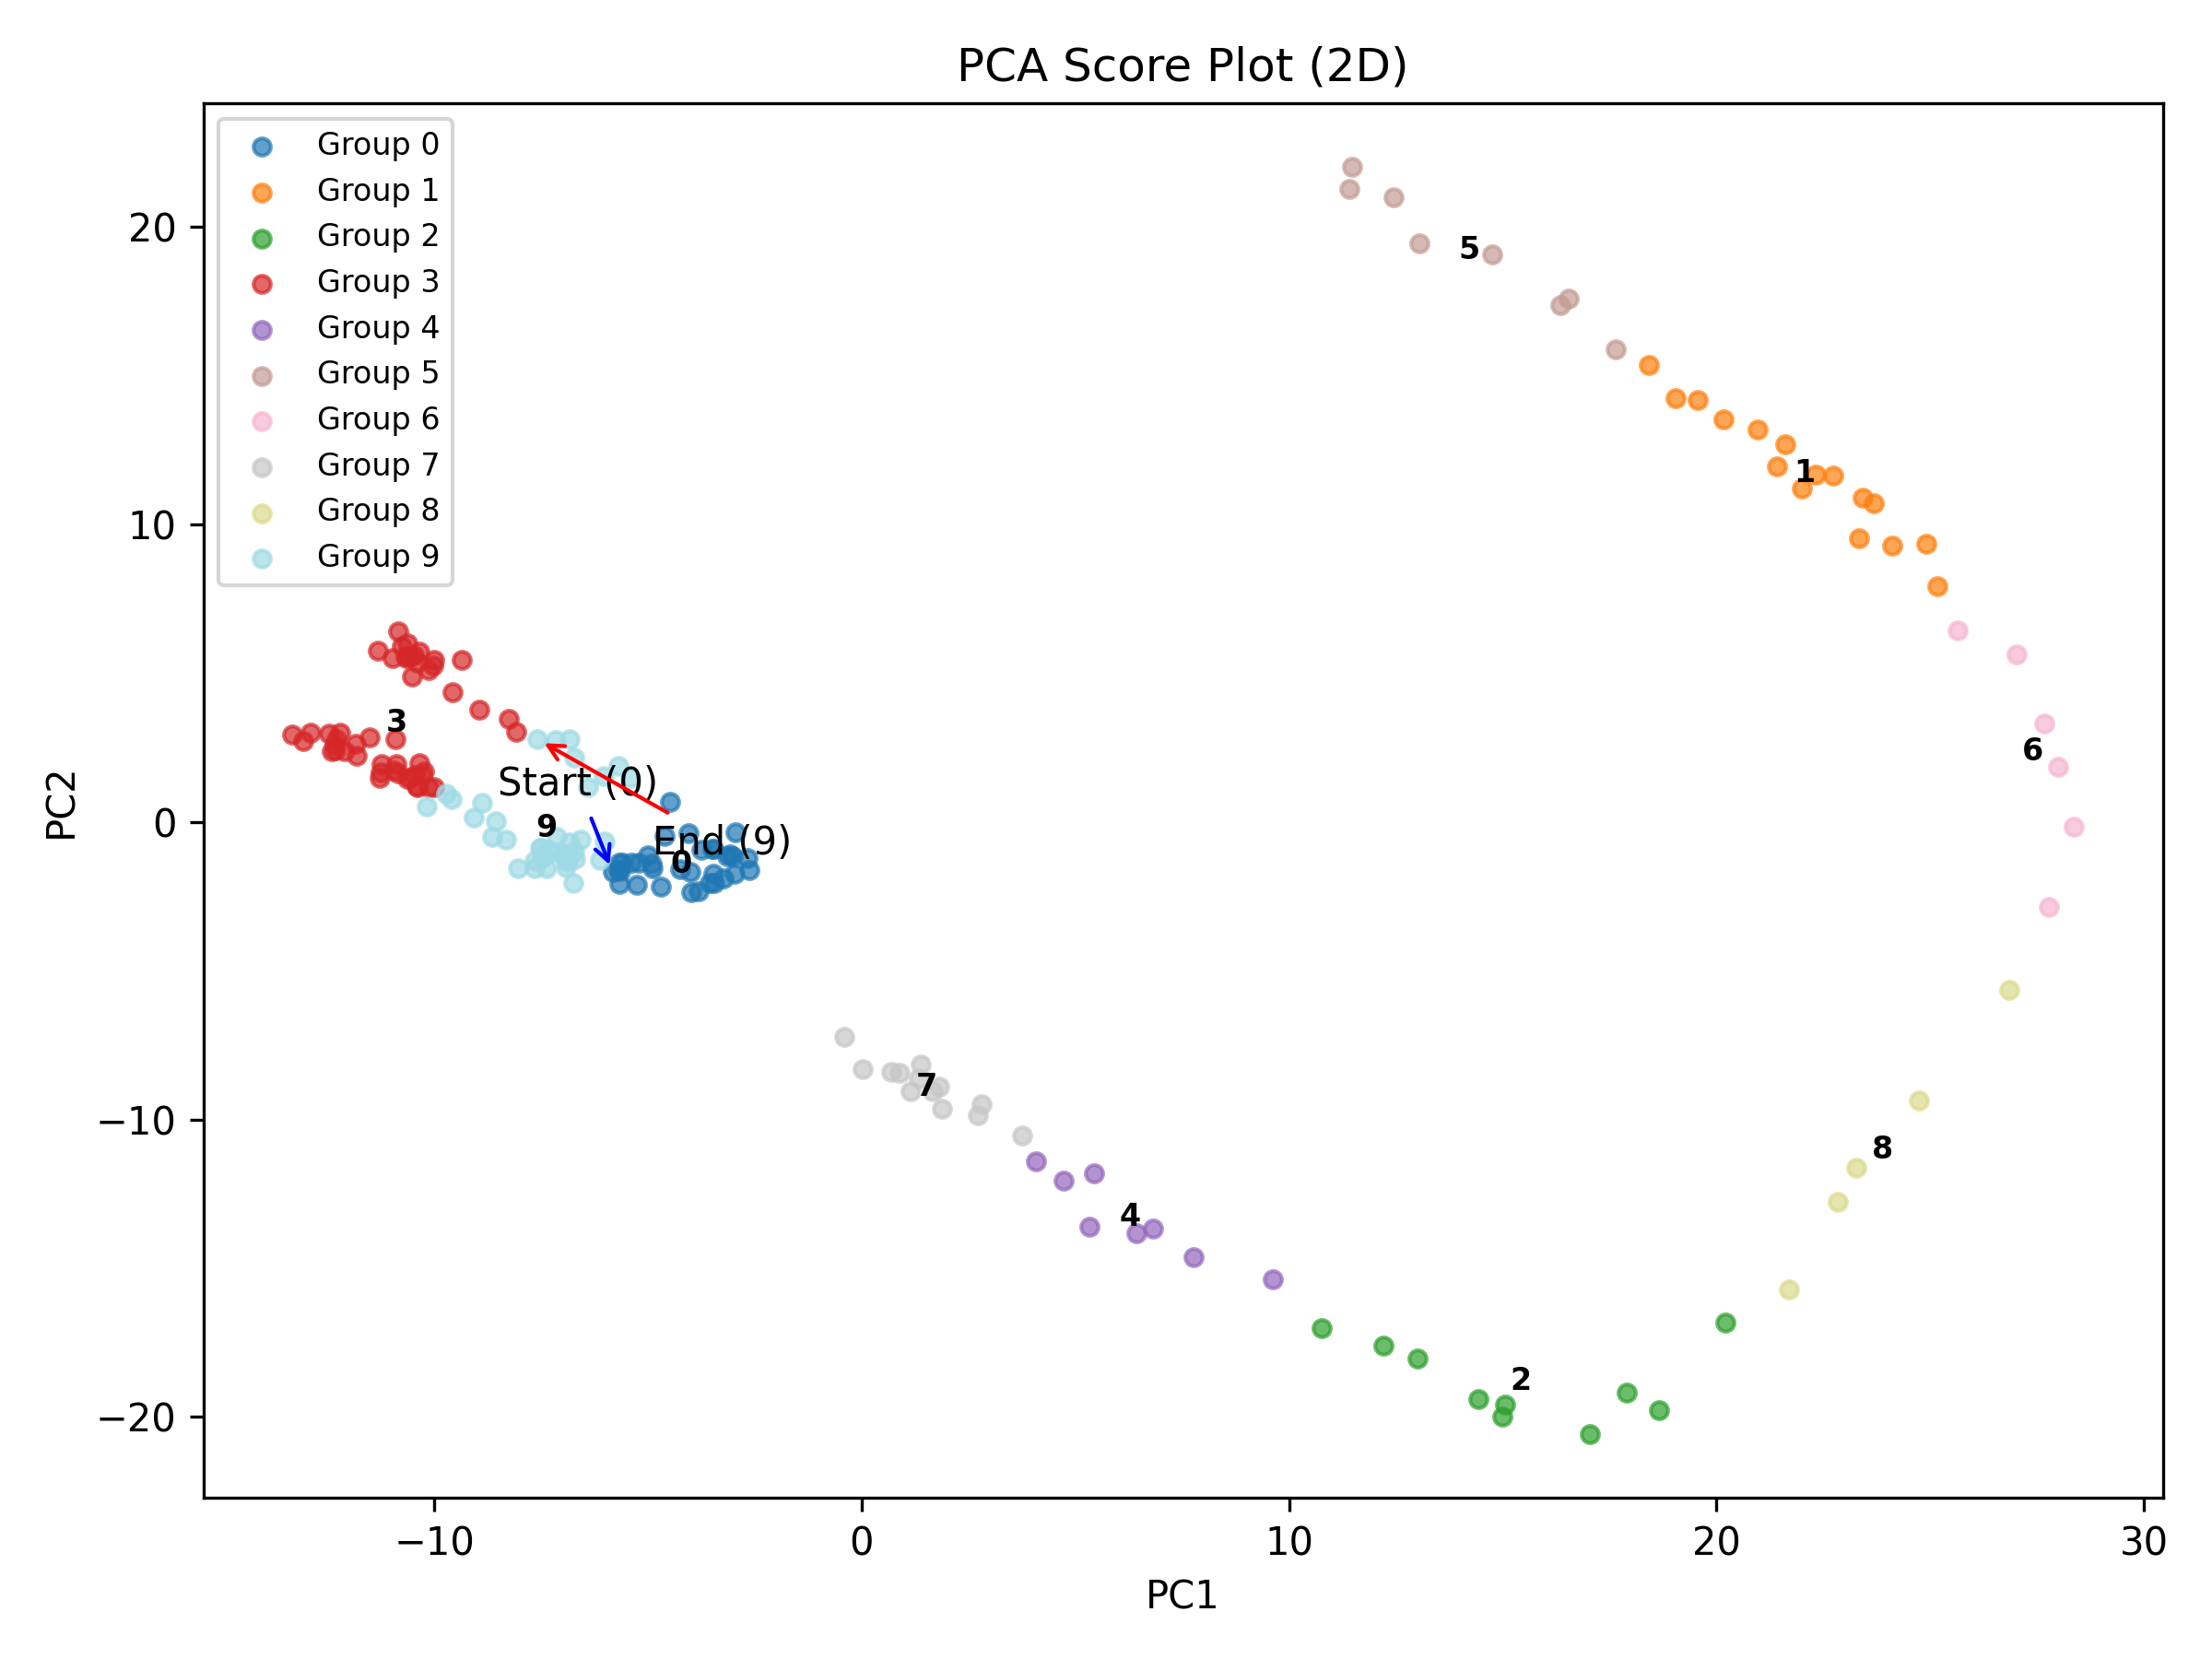 PCA Score Plot (2D)
Group 0
Group 1
Group 2
Group 3
Group 4
Group 5
Group 6
Group 7
Group 8
Group 9
20
10
0
−10
−20
PC2
5
1
6
3
Start (0)
9
End (9)
0
7
8
4
2
−10
0
10
20
30
PC1